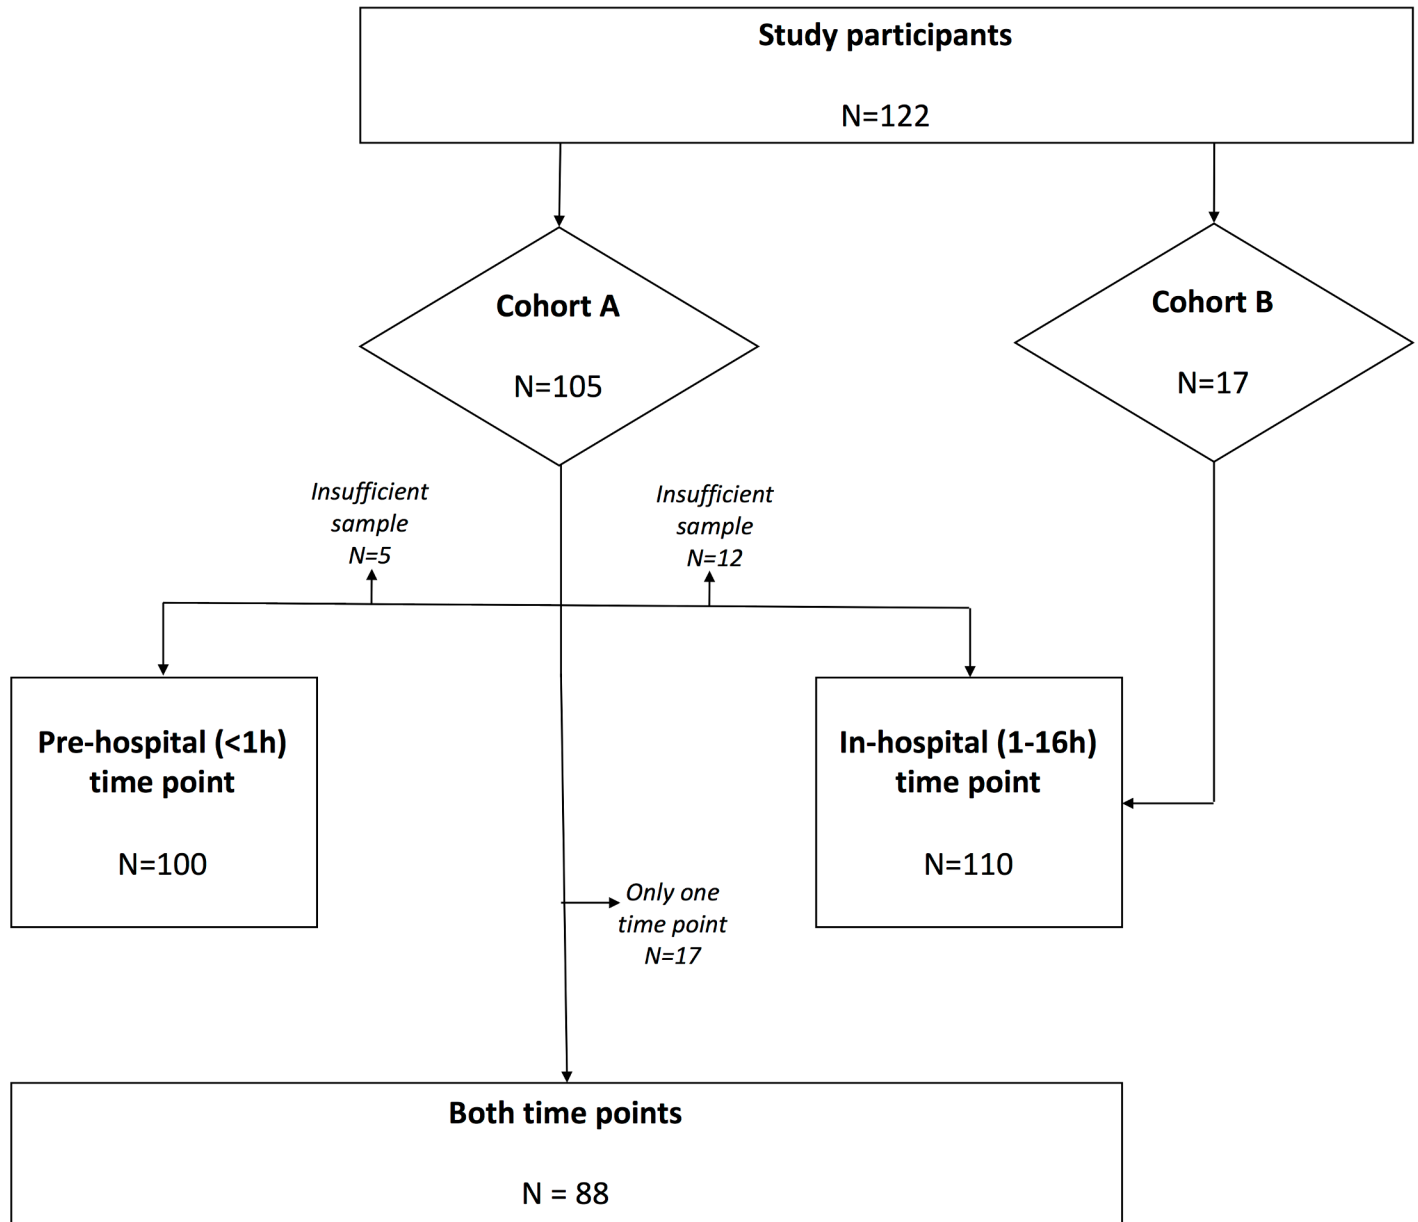 Study participants
N=122
Cohort A
N=105
Cohort B
N=17
Insufficient
sample
N=5
Insufficient
sample
N=12
Pre-hospital (<1h)
time point
N=100
In-hospital (1-16h)
time point
N=110
Only one
time point
N=17
Both time points
N = 88